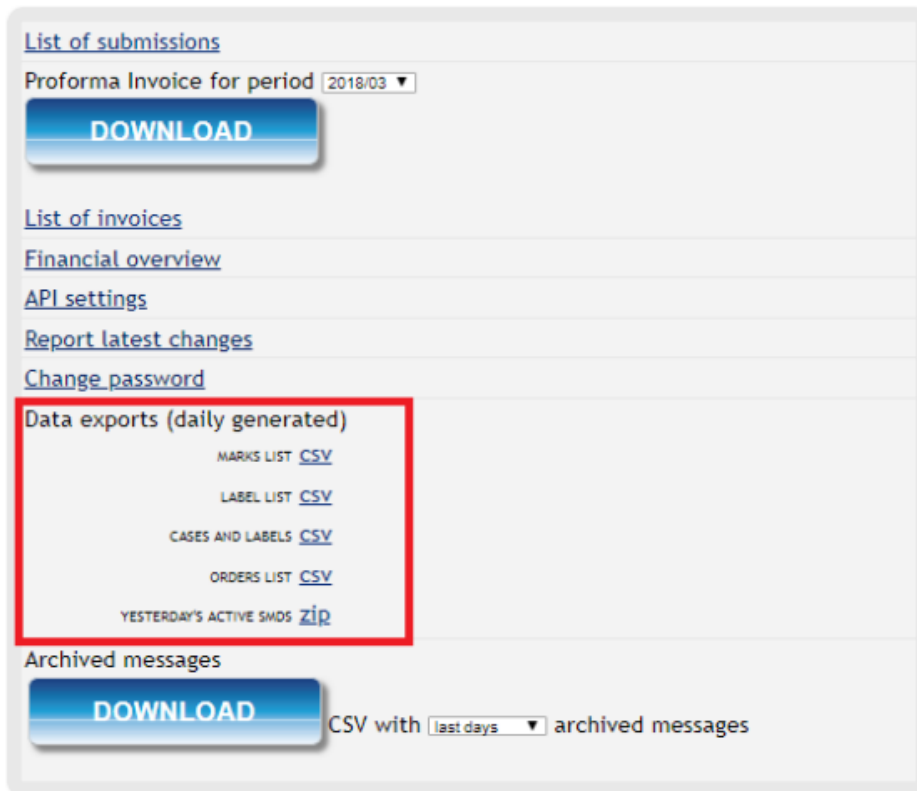 List of submissions
Proforma Invoice for period 2018/03
DOWNLOAD
List of invoices
Financial overview
API settings
Report latest changes
Change password
Data exports (daily generated)
MARKS LIST CSV
LABEL LIST CSV
CASES AND LABELS CSV
ORDERS LIST CSV
YESTERDAY'S ACTIVE SMDS zip
Archived messages
DOWNLOAD CSV with last days archived messages